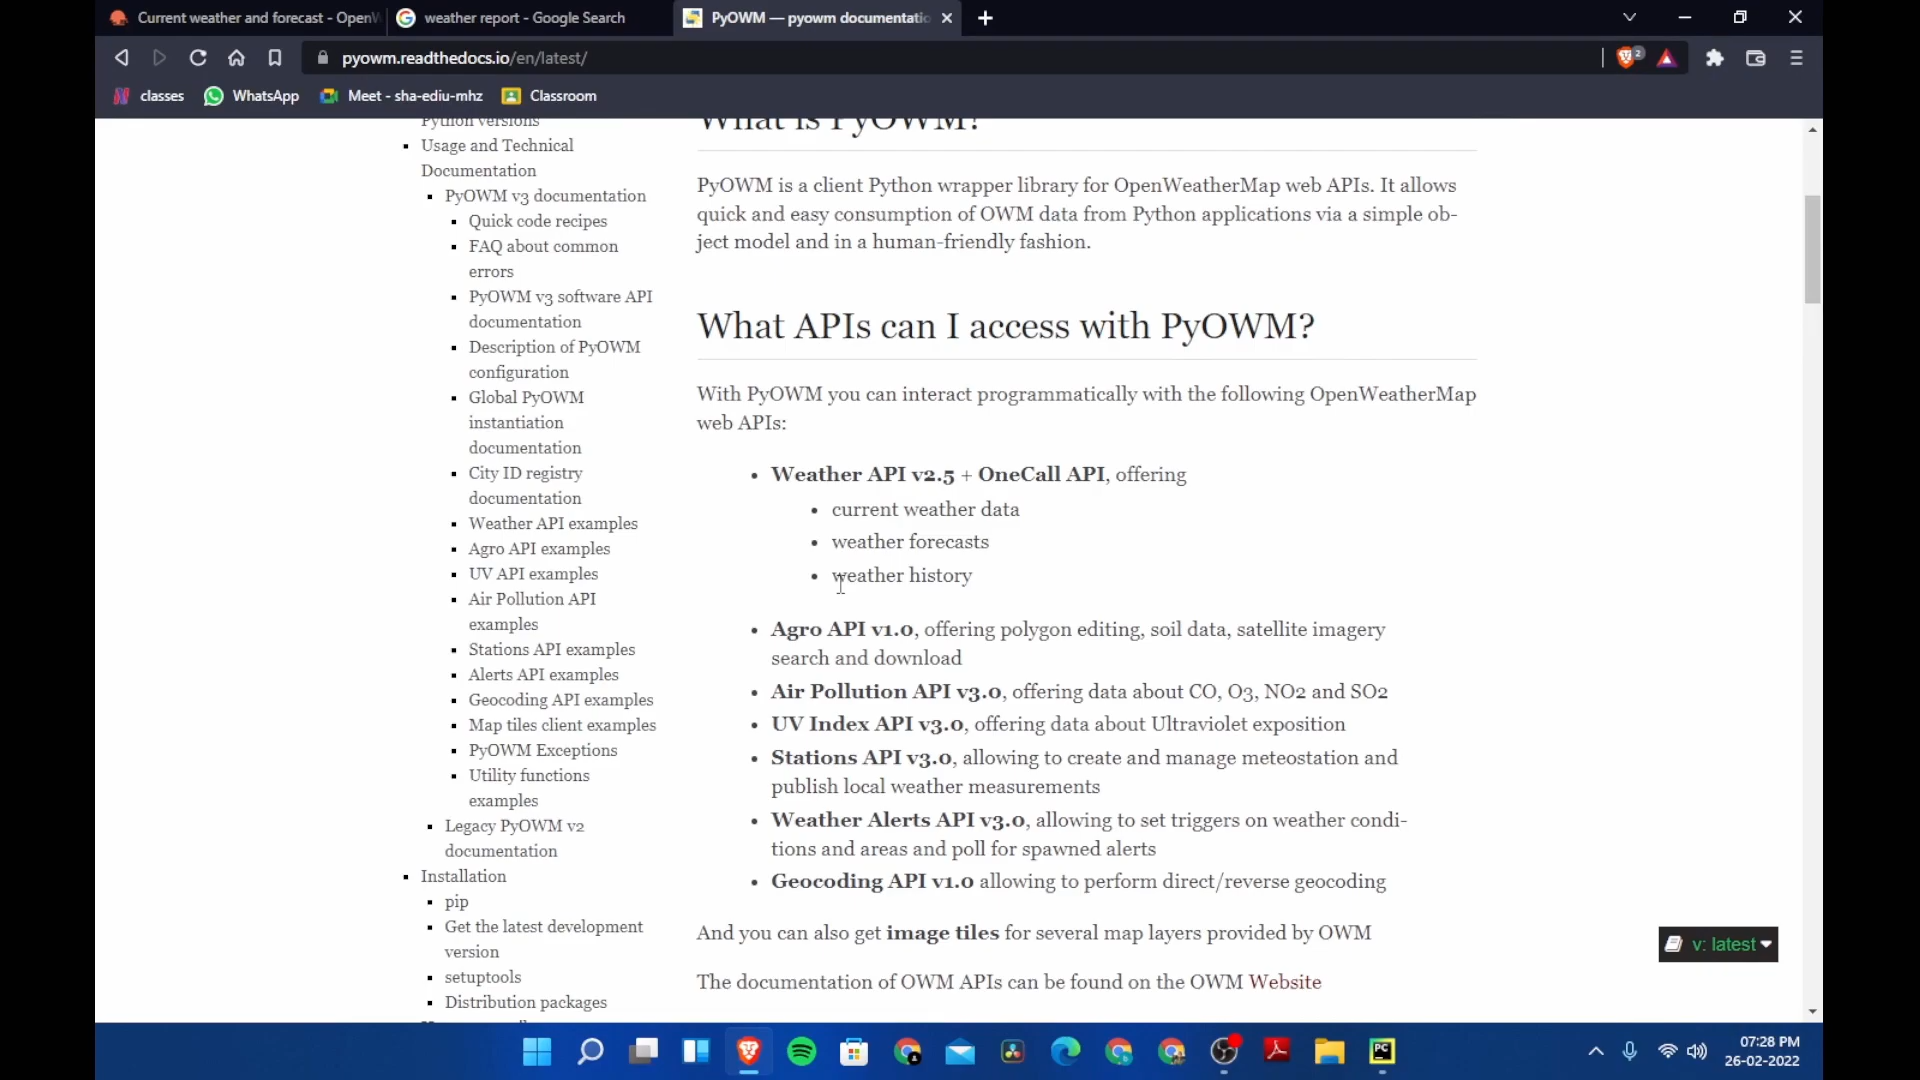 Current weather and forecast - OpenW
weather report - Google Search
PyOWM — pyowm documentatio
pyowm.readthedocs.io/en/latest/
2
classes
WhatsApp
Meet - sha-ediu-mhz
Classroom
Python versions
Usage and Technical
Documentation
PyOWM v3 documentation
Quick code recipes
FAQ about common
errors
PyOWM v3 software API
documentation
Description of PyOWM
configuration
Global PyOWM
instantiation
documentation
City ID registry
documentation
Weather API examples
Agro API examples
UV API examples
Air Pollution API
examples
Stations API examples
Alerts API examples
Geocoding API examples
Map tiles client examples
PyOWM Exceptions
Utility functions
examples
Legacy PyOWM v2
documentation
Installation
pip
Get the latest development
version
setuptools
Distribution packages
What is PyOWM?
PyOWM is a client Python wrapper library for OpenWeatherMap web APIs. It allows
quick and easy consumption of OWM data from Python applications via a simple ob-
ject model and in a human-friendly fashion.
What APIs can I access with PyOWM?
With PyOWM you can interact programmatically with the following OpenWeatherMap
web APIs:
Weather API v2.5 + OneCall API, offering
current weather data
weather forecasts
weather history
Agro API v1.0, offering polygon editing, soil data, satellite imagery
search and download
Air Pollution API v3.0, offering data about CO, O3, NO2 and SO2
UV Index API v3.0, offering data about Ultraviolet exposition
Stations API v3.0, allowing to create and manage meteostation and
publish local weather measurements
Weather Alerts API v3.0, allowing to set triggers on weather condi-
tions and areas and poll for spawned alerts
Geocoding API v1.0 allowing to perform direct/reverse geocoding
And you can also get image tiles for several map layers provided by OWM
The documentation of OWM APIs can be found on the OWM Website
v: latest
PC
07:28 PM
26-02-2022